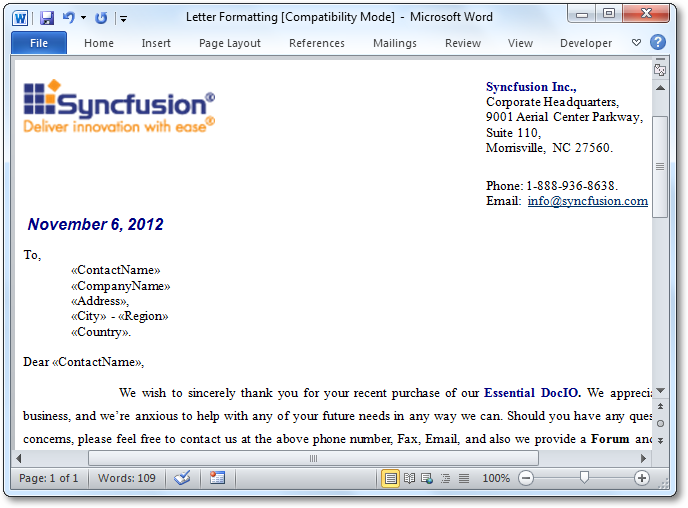 Letter Formatting [Compatibility Mode] - Microsoft Word
File Home Insert Page Layout References Mailings Review View Developer
Syncfusion®
Deliver innovation with ease®
Syncfusion Inc.,
Corporate Headquarters,
9001 Aerial Center Parkway,
Suite 110,
Morrisville, NC 27560.
Phone: 1-888-936-8638.
Email: info@syncfusion.com
November 6, 2012
To,
«ContactName»
«CompanyName»
«Address»,
«City» - «Region»
«Country».
Dear «ContactName»,
We wish to sincerely thank you for your recent purchase of our Essential DocIO. We apprecia
business, and we're anxious to help with any of your future needs in any way we can. Should you have any ques
concerns, please feel free to contact us at the above phone number, Fax, Email, and also we provide a Forum and
Page: 1 of 1 Words: 109 100%